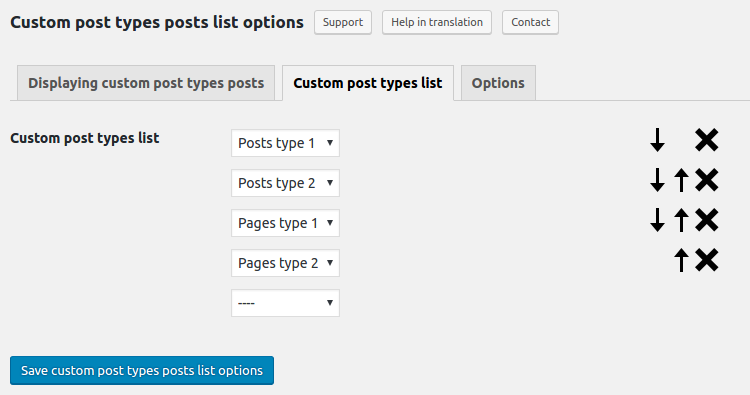 Custom post types posts list options Support Help in translation Contact
Displaying custom post types posts Custom post types list Options
Custom post types list Posts type 1
Posts type 2
Pages type 1
Pages type 2
----
Save custom post types posts list options